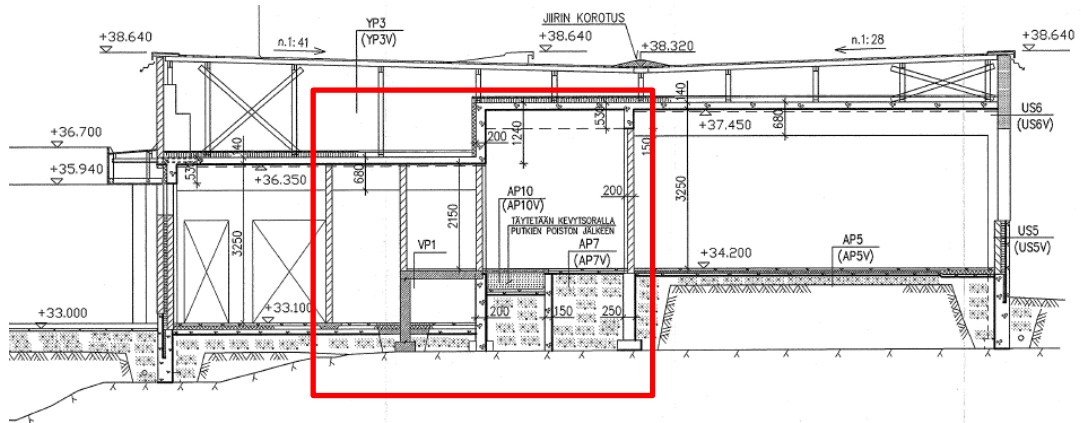 YP3
(YP3V)
JIIRIN KOROTUS
+38.640
n.1:41
+38.640
+38.320
n.1:28
+38.640
140
530
1240
200
150
+37.450
680
US6
(US6V)
+36.700
+35.940
530
+36.350
680
3250
2150
200
3250
AP10
(AP10V)
TÄYTETÄÄN KEVYTSORALLA
PUTKIEN POISTON JÄLKEEN
VP1
AP7
(AP7V)
+34.200
AP5
(AP5V)
US5
(US5V)
+33.000
+33.100
200
150
250